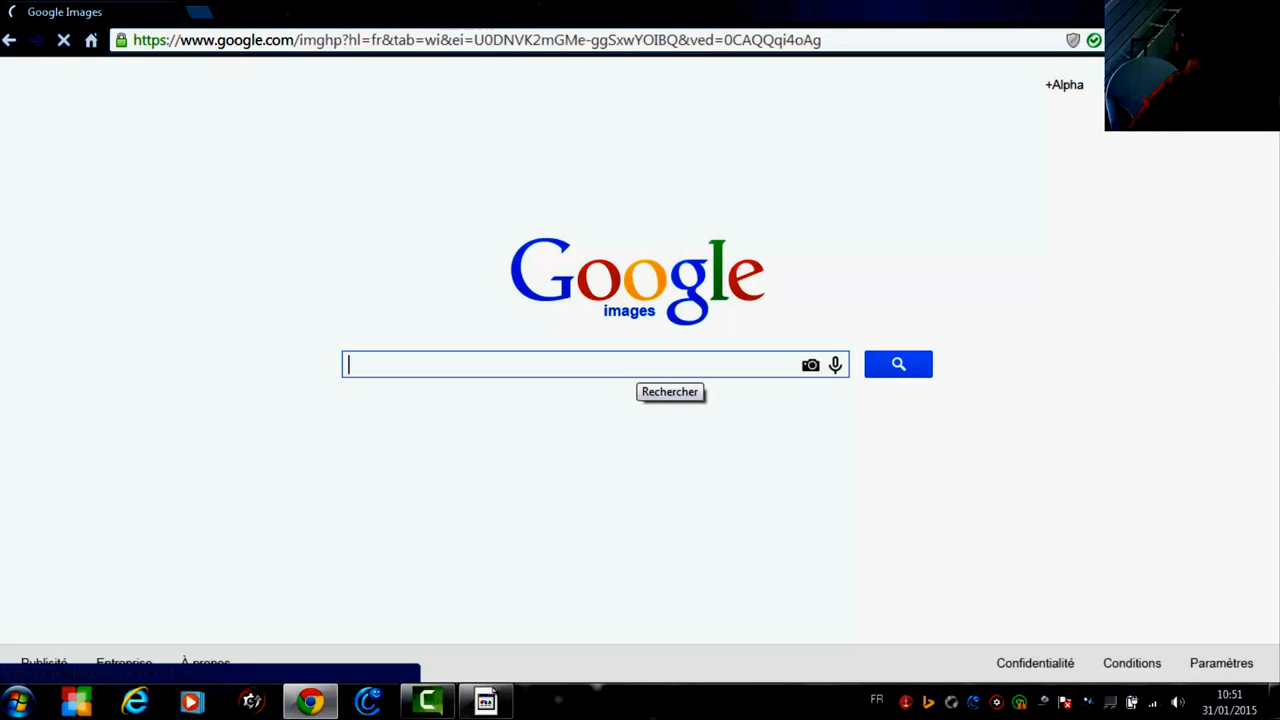 Google Images
https://www.google.com/imghp?hl=fr&tab=wi&ei=U0DNVK2mGMe-ggSxwYOIBQ&ved=0CAQQqi4oAg
+Alpha
Google
images
Rechercher
Publicité Entreprise À propos
Confidentialité Conditions Paramètres
FR
10:51
31/01/2015